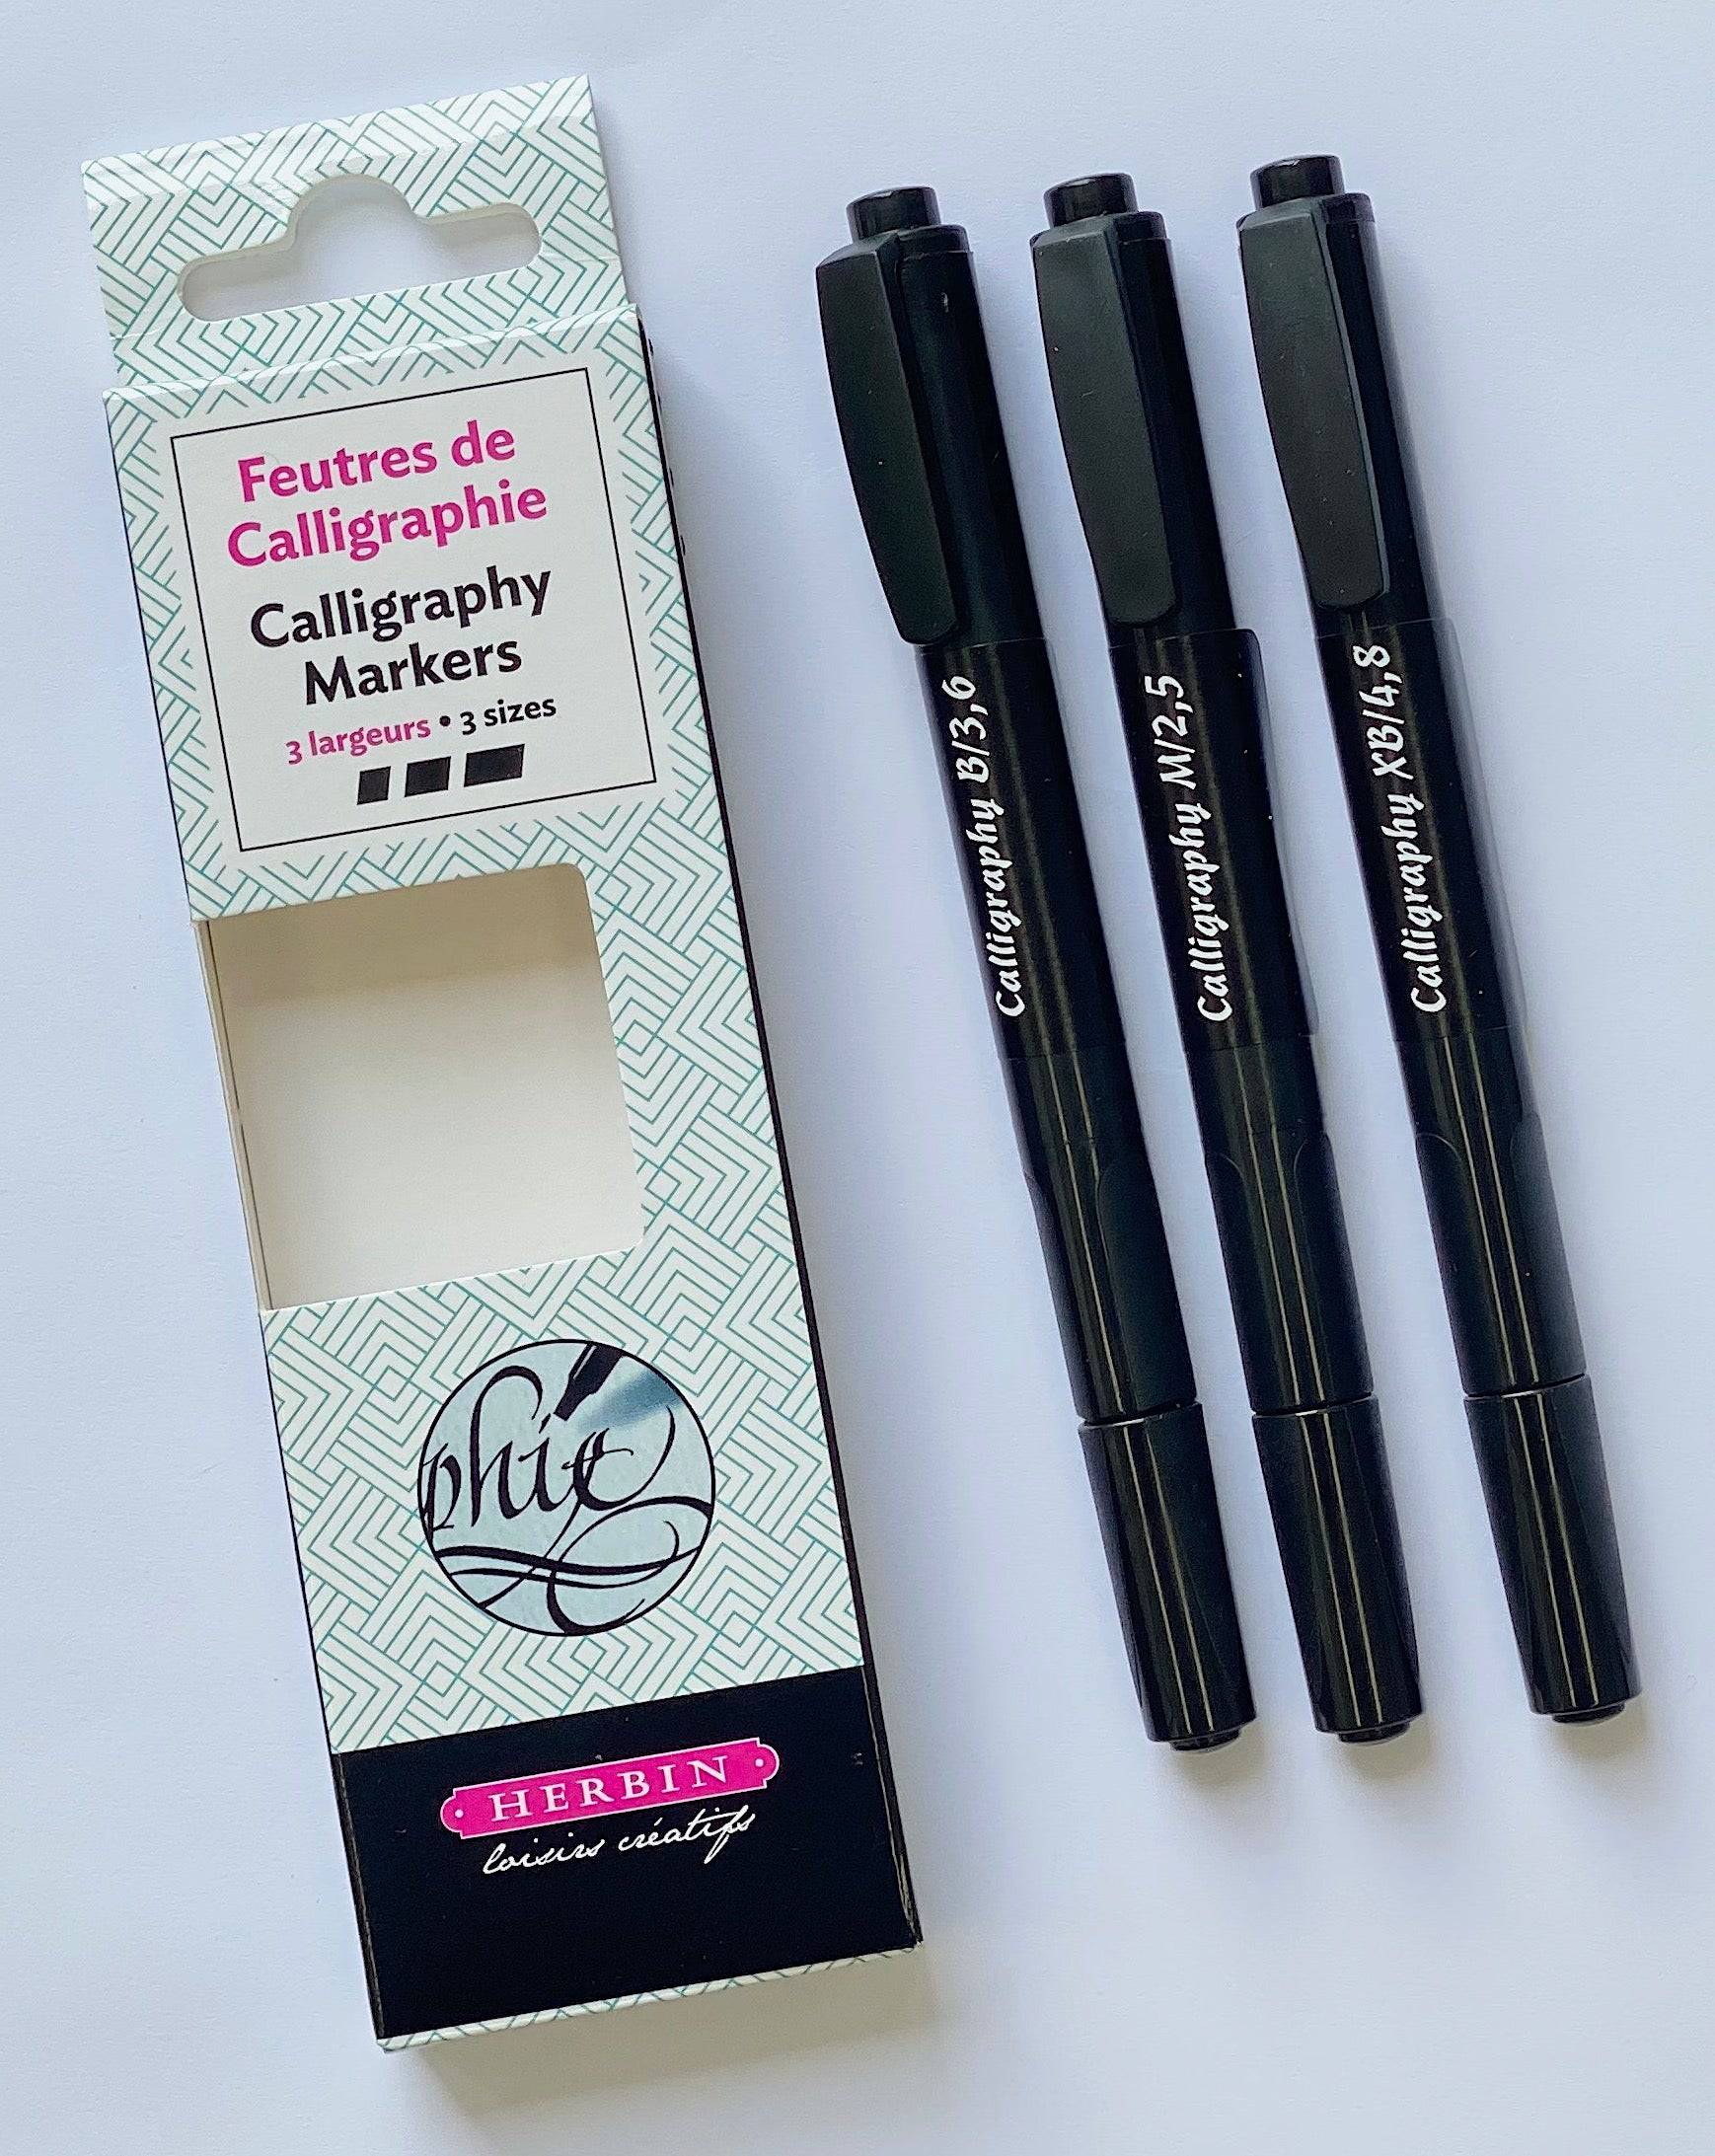 Feutres de
Calligraphie
Calligraphy
Markers
3 largeurs • 3 sizes
phie
HERBIN
loisirs créatifs
Calligraphy B/3,6
Calligraphy M/2,5
Calligraphy XB/4,8